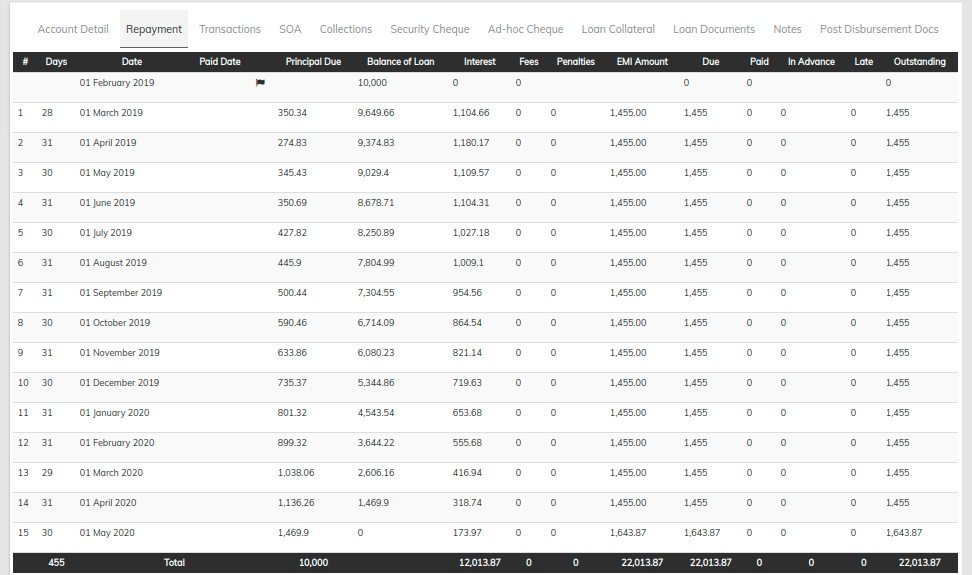 Account Detail Repayment Transactions SOA Collections Security Cheque Ad-hoc Cheque Loan Collateral Loan Documents Notes Post Disbursement Docs
# Days Date Paid Date Principal Due Balance of Loan Interest Fees Penalties EMI Amount Due Paid In Advance Late Outstanding
01 February 2019 10,000 0 0 0 0 0
1 28 01 March 2019 350.34 9,649.66 1,104.66 0 0 1,455.00 1,455 0 0 0 1,455
2 31 01 April 2019 274.83 9,374.83 1,180.17 0 0 1,455.00 1,455 0 0 0 1,455
3 30 01 May 2019 345.43 9,029.4 1,109.57 0 0 1,455.00 1,455 0 0 0 1,455
4 31 01 June 2019 350.69 8,678.71 1,104.31 0 0 1,455.00 1,455 0 0 0 1,455
5 30 01 July 2019 427.82 8,250.89 1,027.18 0 0 1,455.00 1,455 0 0 0 1,455
6 31 01 August 2019 445.9 7,804.99 1,009.1 0 0 1,455.00 1,455 0 0 0 1,455
7 31 01 September 2019 500.44 7,304.55 954.56 0 0 1,455.00 1,455 0 0 0 1,455
8 30 01 October 2019 590.46 6,714.09 864.54 0 0 1,455.00 1,455 0 0 0 1,455
9 31 01 November 2019 633.86 6,080.23 821.14 0 0 1,455.00 1,455 0 0 0 1,455
10 30 01 December 2019 735.37 5,344.86 719.63 0 0 1,455.00 1,455 0 0 0 1,455
11 31 01 January 2020 801.32 4,543.54 653.68 0 0 1,455.00 1,455 0 0 0 1,455
12 31 01 February 2020 899.32 3,644.22 555.68 0 0 1,455.00 1,455 0 0 0 1,455
13 29 01 March 2020 1,038.06 2,606.16 416.94 0 0 1,455.00 1,455 0 0 0 1,455
14 31 01 April 2020 1,136.26 1,469.9 318.74 0 0 1,455.00 1,455 0 0 0 1,455
15 30 01 May 2020 1,469.9 0 173.97 0 0 1,643.87 1,643.87 0 0 0 1,643.87
455 Total 10,000 12,013.87 0 0 22,013.87 22,013.87 0 0 0 22,013.87